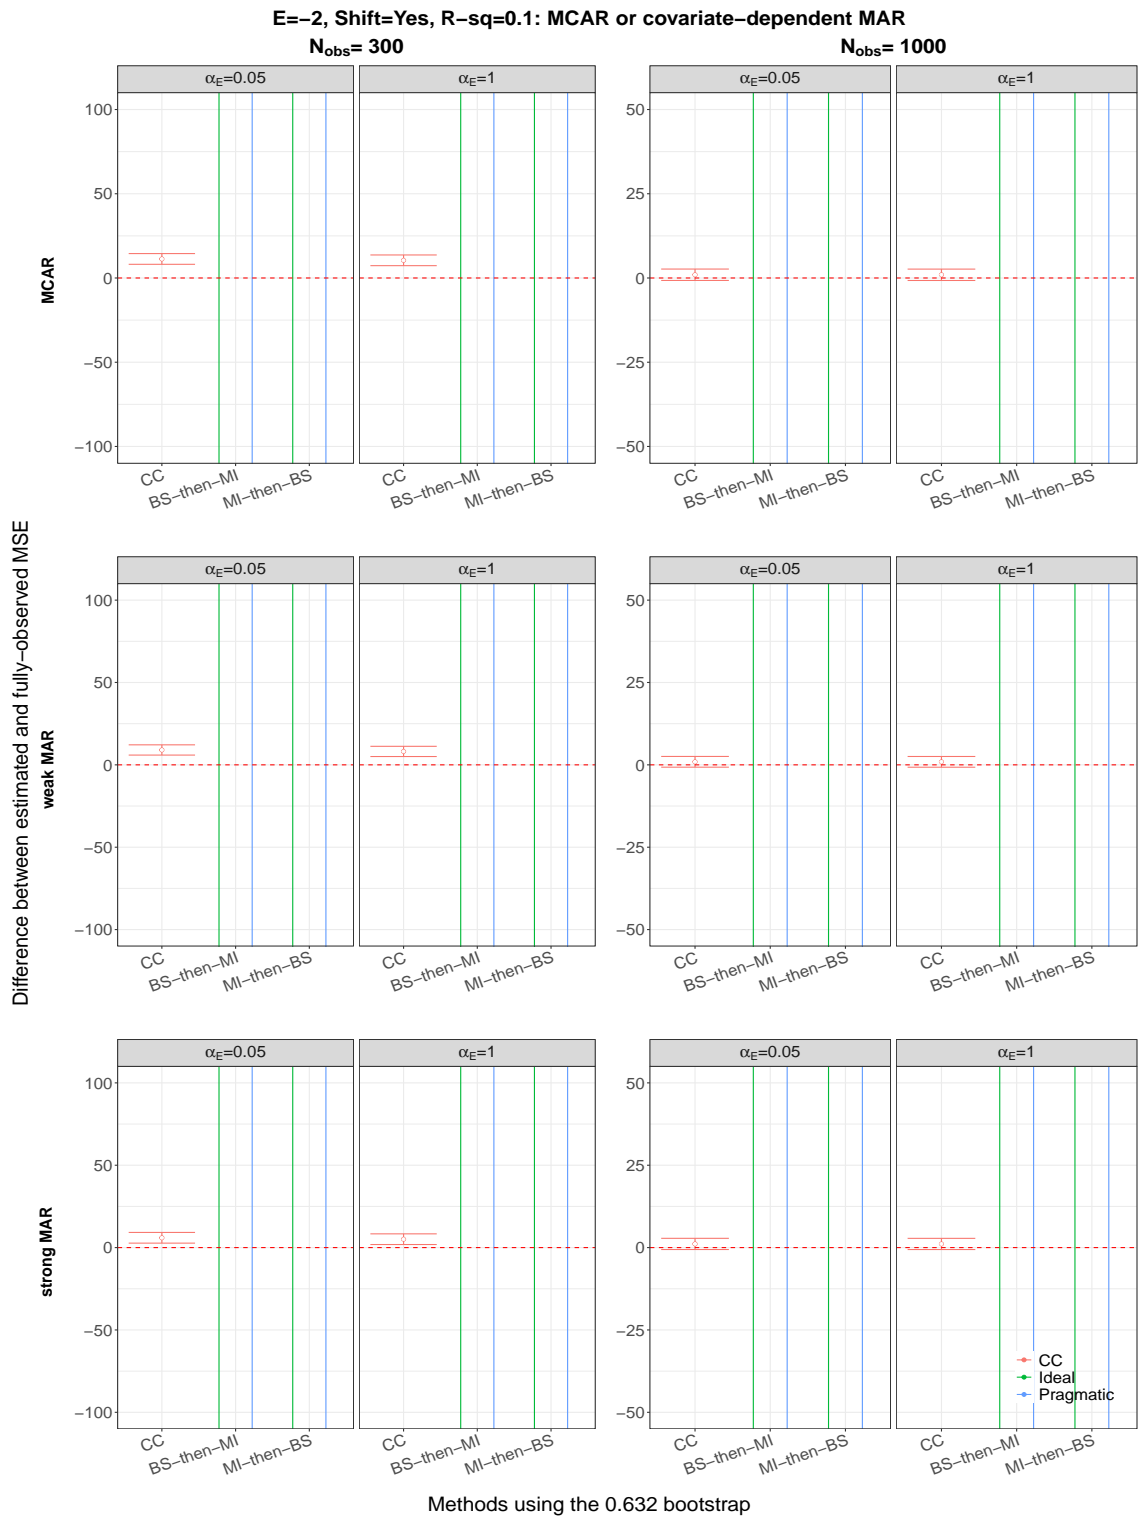 E=−2, Shift=Yes, R−sq=0.1: MCAR or covariate−dependent MAR
Nobs= 300
Nobs= 1000
αE=0.05
αE=1
αE=0.05
αE=1
100
50
0
−50
−100
50
25
0
−25
−50
MCAR
CC
BS−then−MI
MI−then−BS
CC
BS−then−MI
MI−then−BS
CC
BS−then−MI
MI−then−BS
CC
BS−then−MI
MI−then−BS
Difference between estimated and fully−observed MSE
αE=0.05
αE=1
αE=0.05
αE=1
100
50
0
−50
−100
50
25
0
−25
−50
weak MAR
CC
BS−then−MI
MI−then−BS
CC
BS−then−MI
MI−then−BS
CC
BS−then−MI
MI−then−BS
CC
BS−then−MI
MI−then−BS
αE=0.05
αE=1
αE=0.05
αE=1
100
50
0
−50
−100
50
25
0
−25
−50
strong MAR
CC
Ideal
Pragmatic
CC
BS−then−MI
MI−then−BS
CC
BS−then−MI
MI−then−BS
CC
BS−then−MI
MI−then−BS
CC
BS−then−MI
MI−then−BS
Methods using the 0.632 bootstrap